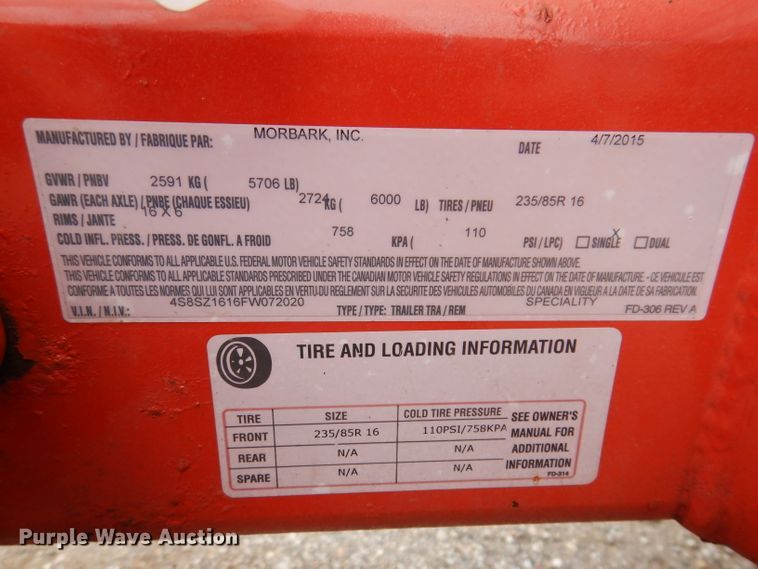 MANUFACTURED BY / FABRIQUE PAR: MORBARK, INC. DATE 4/7/2015
GVWR / PNBV 2591 KG ( 5706 LB)
GAWR (EACH AXLE) / PNBE (CHAQUE ESSIEU) 2724 KG ( 6000 LB) TIRES / PNEU 235/85R 16
RIMS / JANTE 16 X 6
COLD INFL. PRESS. / PRESS. DE GONFL. A FROID 758 KPA ( 110 PSI / LPC) X SINGLE DUAL
THIS VEHICLE CONFORMS TO ALL APPLICABLE U.S. FEDERAL MOTOR VEHICLE SAFETY STANDARDS IN EFFECT ON THE DATE OF MANUFACTURE SHOWN ABOVE.
THIS VEHICLE CONFORMS TO ALL APPLICABLE STANDARDS PRESCRIBED UNDER THE CANADIAN MOTOR VEHICLE SAFETY REGULATIONS IN EFFECT ON THE DATE OF MANUFACTURE - CE VEHICULE EST
CONFORME A TOUTES LES NORMES QUI LUI SONT APPLICABLES EN VERTU DU REGLEMENT SUR LA SECURITE DES VEHICULES AUTOMOBILES DU CANADA EN VIGUEUR A LA DATE DE SA FABRICATION.
V.I.N. / N.I.V.: 4S8SZ1616FW072020 TYPE / TYPE: TRAILER TRA / REM SPECIALITY FD-306 REV A
TIRE AND LOADING INFORMATION
TIRE SIZE COLD TIRE PRESSURE SEE OWNER'S
FRONT 235/85R 16 110PSI/758KPA MANUAL FOR
REAR N/A N/A ADDITIONAL
SPARE N/A N/A INFORMATION
FD-314
Purple Wave Auction